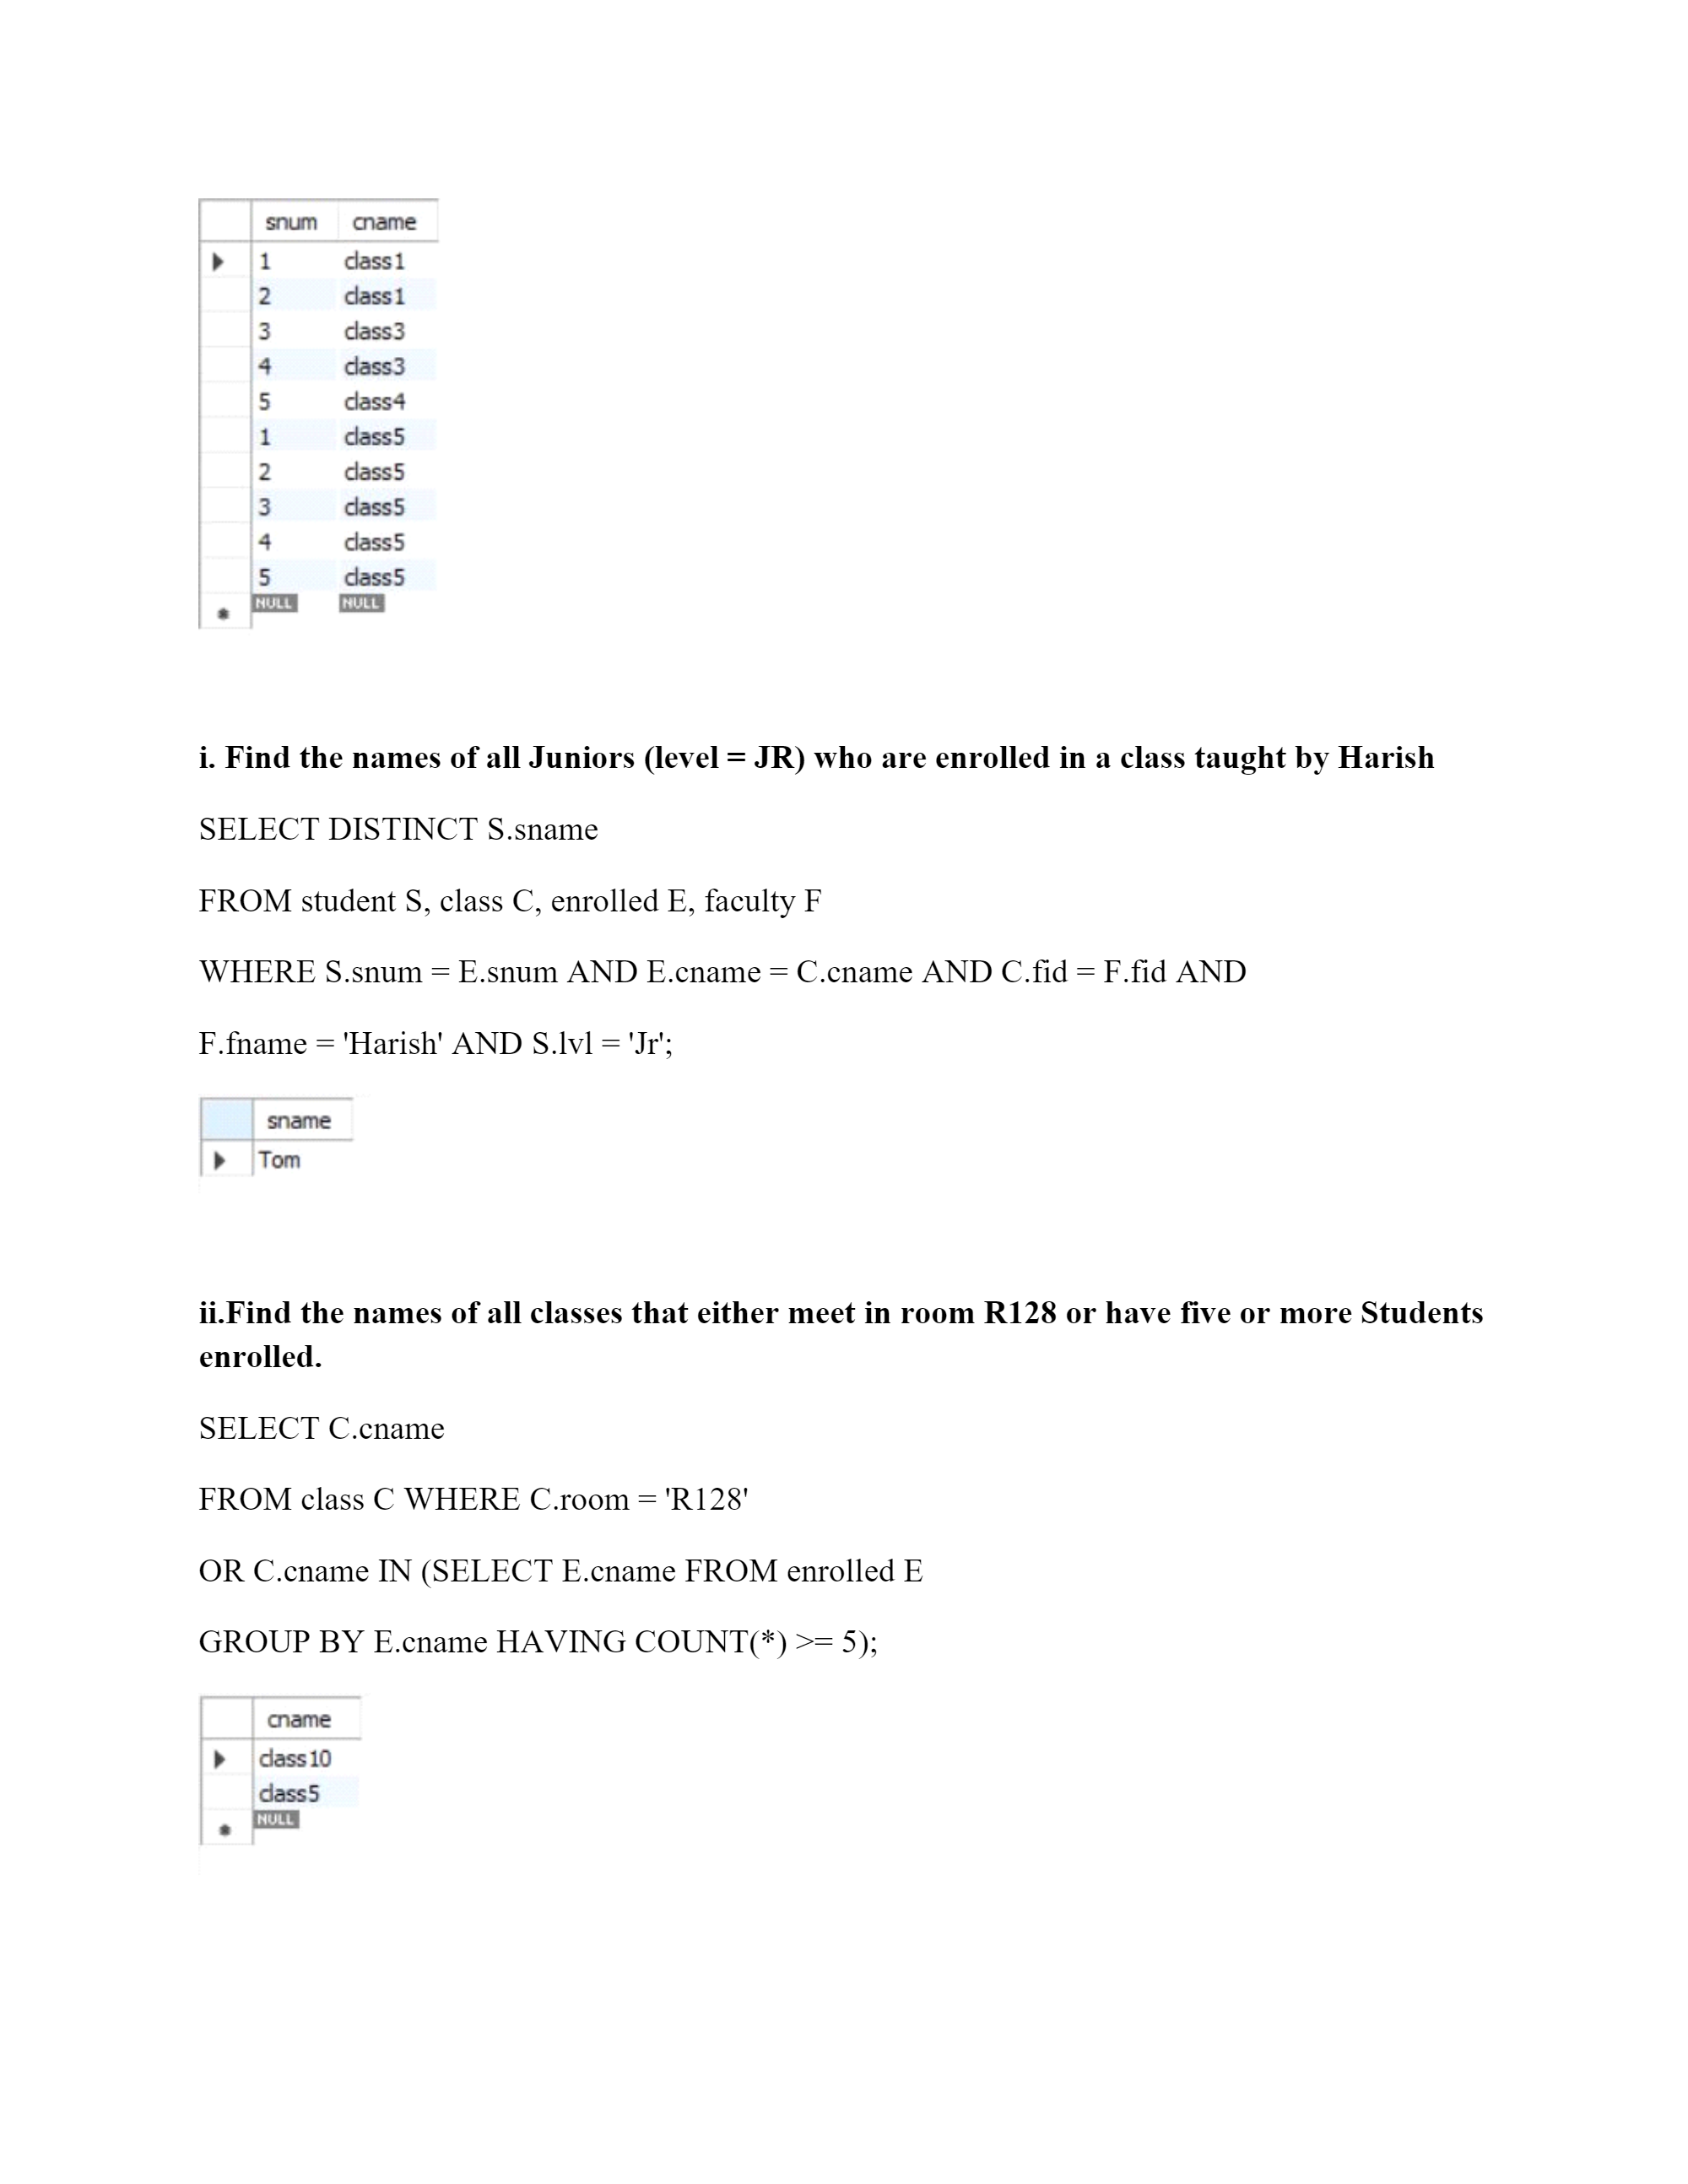 snum cname
1 class1
2 class1
3 class3
4 class3
5 class4
1 class5
2 class5
3 class5
4 class5
5 class5
NULL NULL
i. Find the names of all Juniors (level = JR) who are enrolled in a class taught by Harish
SELECT DISTINCT S.sname
FROM student S, class C, enrolled E, faculty F
WHERE S.snum = E.snum AND E.cname = C.cname AND C.fid = F.fid AND
F.fname = 'Harish' AND S.lvl = 'Jr';
sname
Tom
ii.Find the names of all classes that either meet in room R128 or have five or more Students
enrolled.
SELECT C.cname
FROM class C WHERE C.room = 'R128'
OR C.cname IN (SELECT E.cname FROM enrolled E
GROUP BY E.cname HAVING COUNT(*) >= 5);
cname
class10
class5
NULL